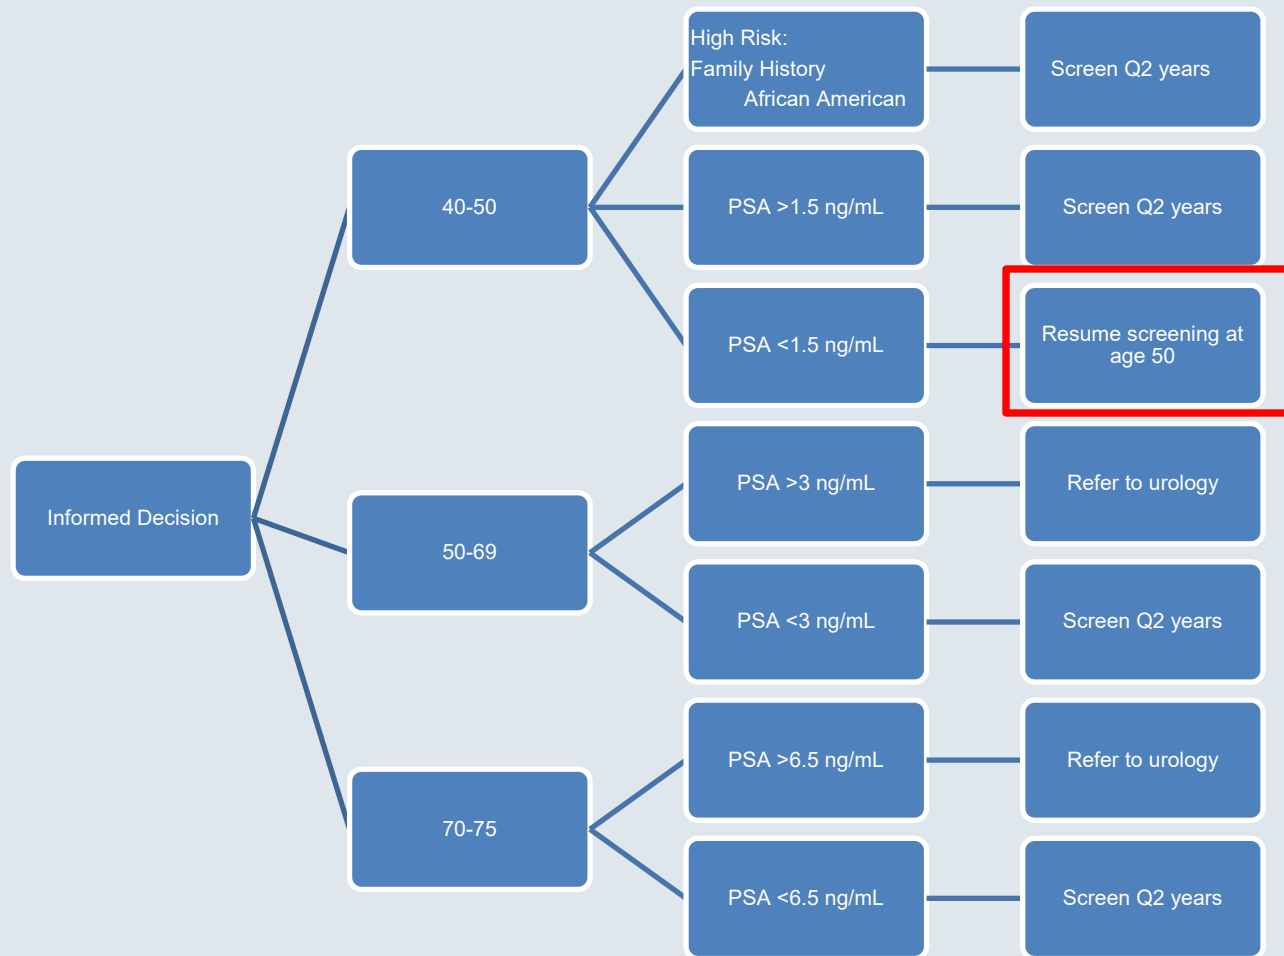 Informed Decision
40-50
High Risk:
Family History
African American
Screen Q2 years
PSA >1.5 ng/mL
Screen Q2 years
PSA <1.5 ng/mL
Resume screening at
age 50
50-69
PSA >3 ng/mL
Refer to urology
PSA <3 ng/mL
Screen Q2 years
70-75
PSA >6.5 ng/mL
Refer to urology
PSA <6.5 ng/mL
Screen Q2 years